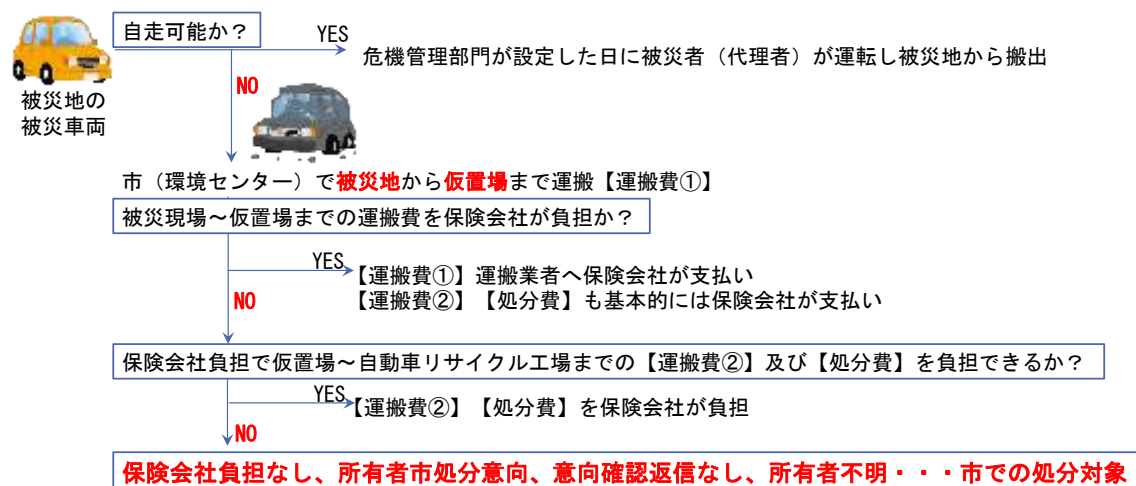 自走可能か？
YES
危機管理部門が設定した日に被災者（代理者）が運転し被災地から搬出
NO
被災地の
被災車両
市（環境センター）で被災地から仮置場まで運搬【運搬費①】
被災現場～仮置場までの運搬費を保険会社が負担か？
YES
【運搬費①】運搬業者へ保険会社が支払い
【運搬費②】【処分費】も基本的には保険会社が支払い
NO
保険会社負担で仮置場～自動車リサイクル工場までの【運搬費②】及び【処分費】を負担できるか？
YES
【運搬費②】【処分費】を保険会社が負担
NO
保険会社負担なし、所有者市処分意向、意向確認返信なし、所有者不明・・・市での処分対象